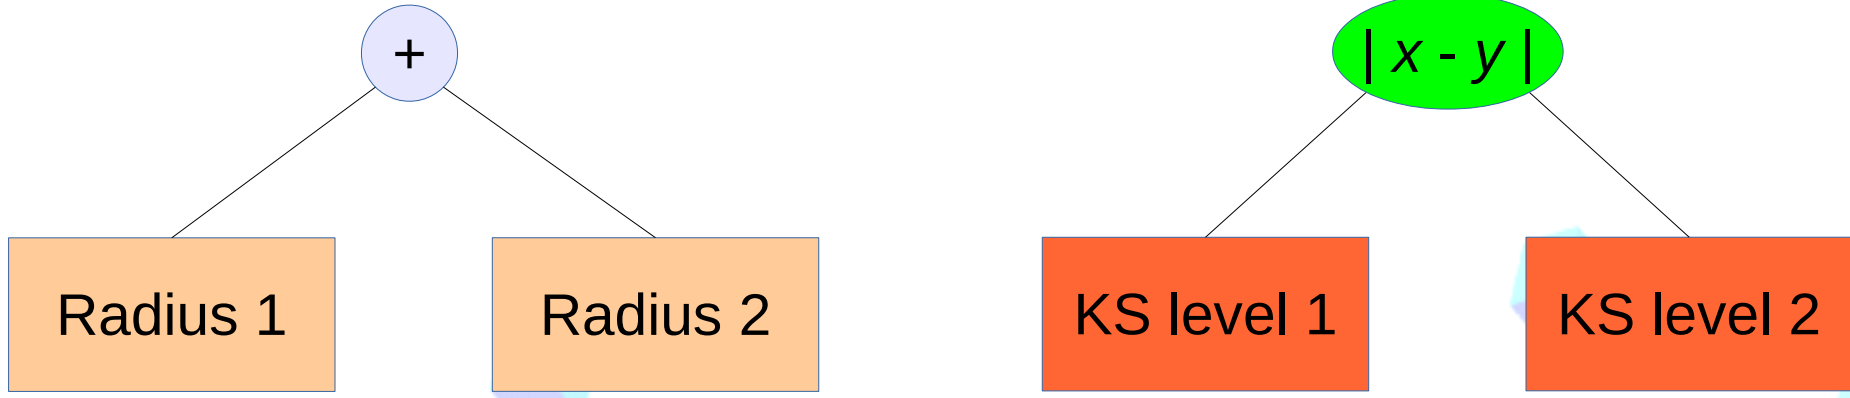 +
| x - y |
Radius 1
Radius 2
KS level 1
KS level 2